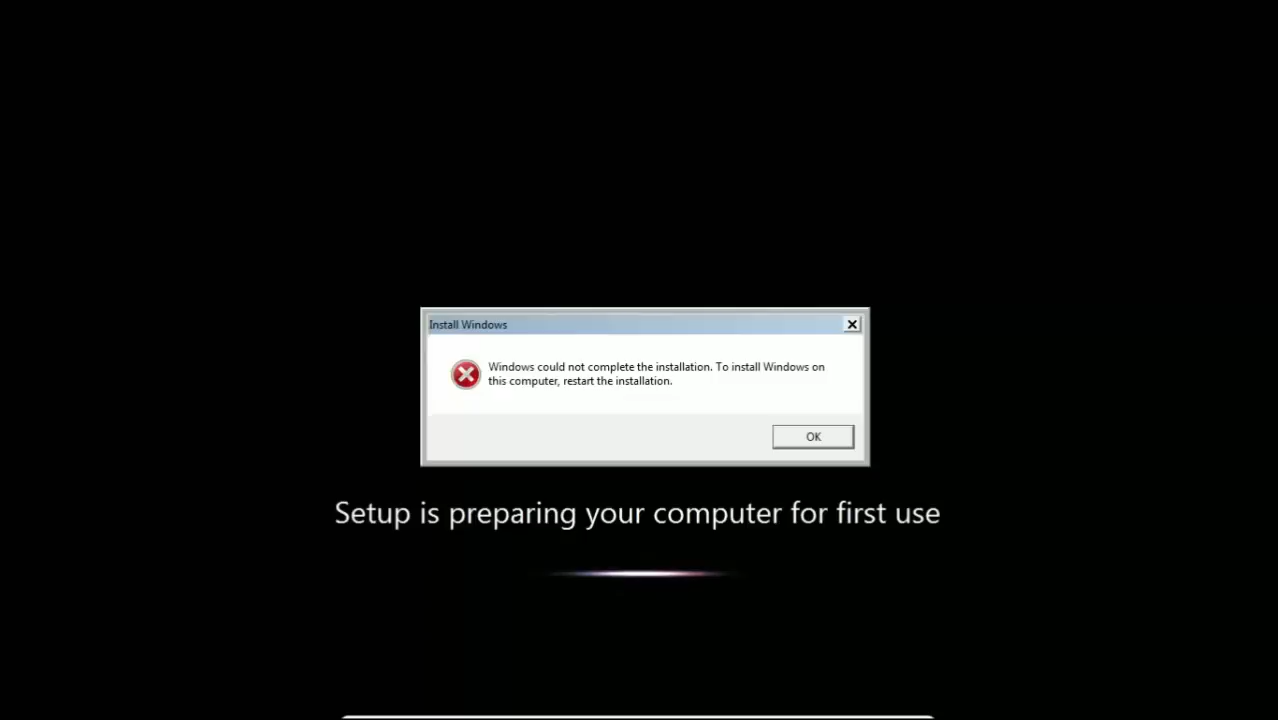 Install Windows
Windows could not complete the installation. To install Windows on
this computer, restart the installation.
OK
Setup is preparing your computer for first use